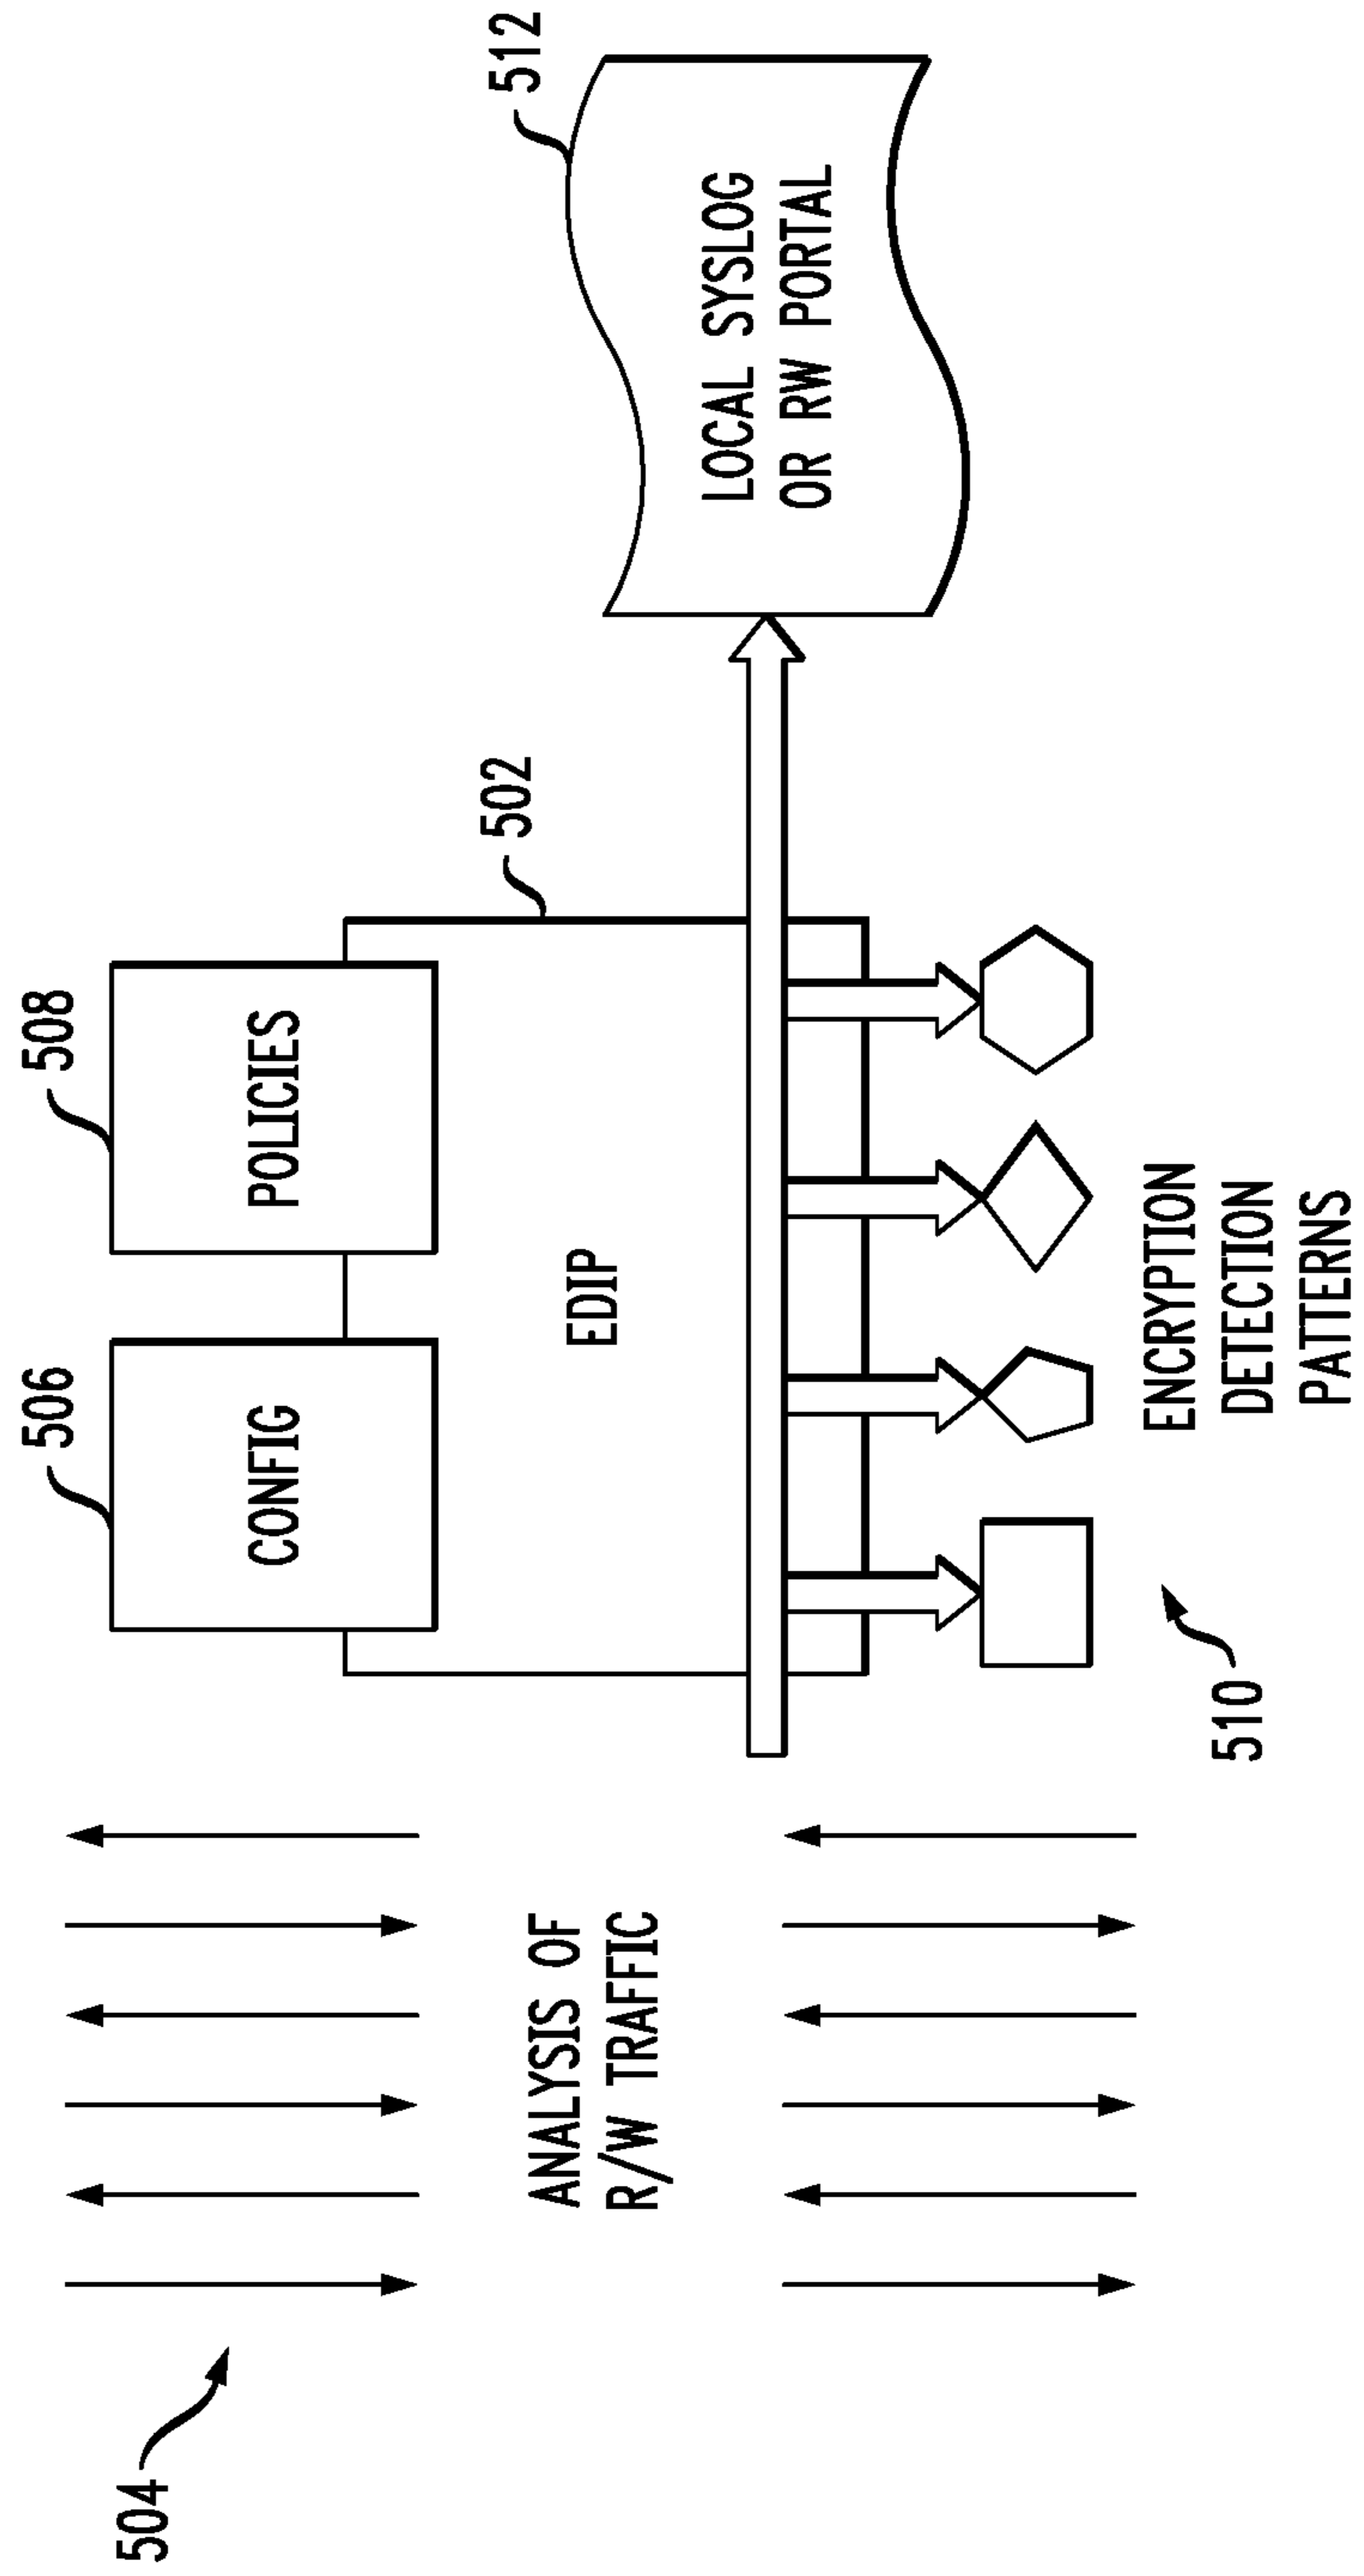 504
ANALYSIS OF
R/W TRAFFIC
506
CONFIG
508
POLICIES
EDIP
502
510
ENCRYPTION
DETECTION
PATTERNS
512
LOCAL SYSLOG
OR RW PORTAL